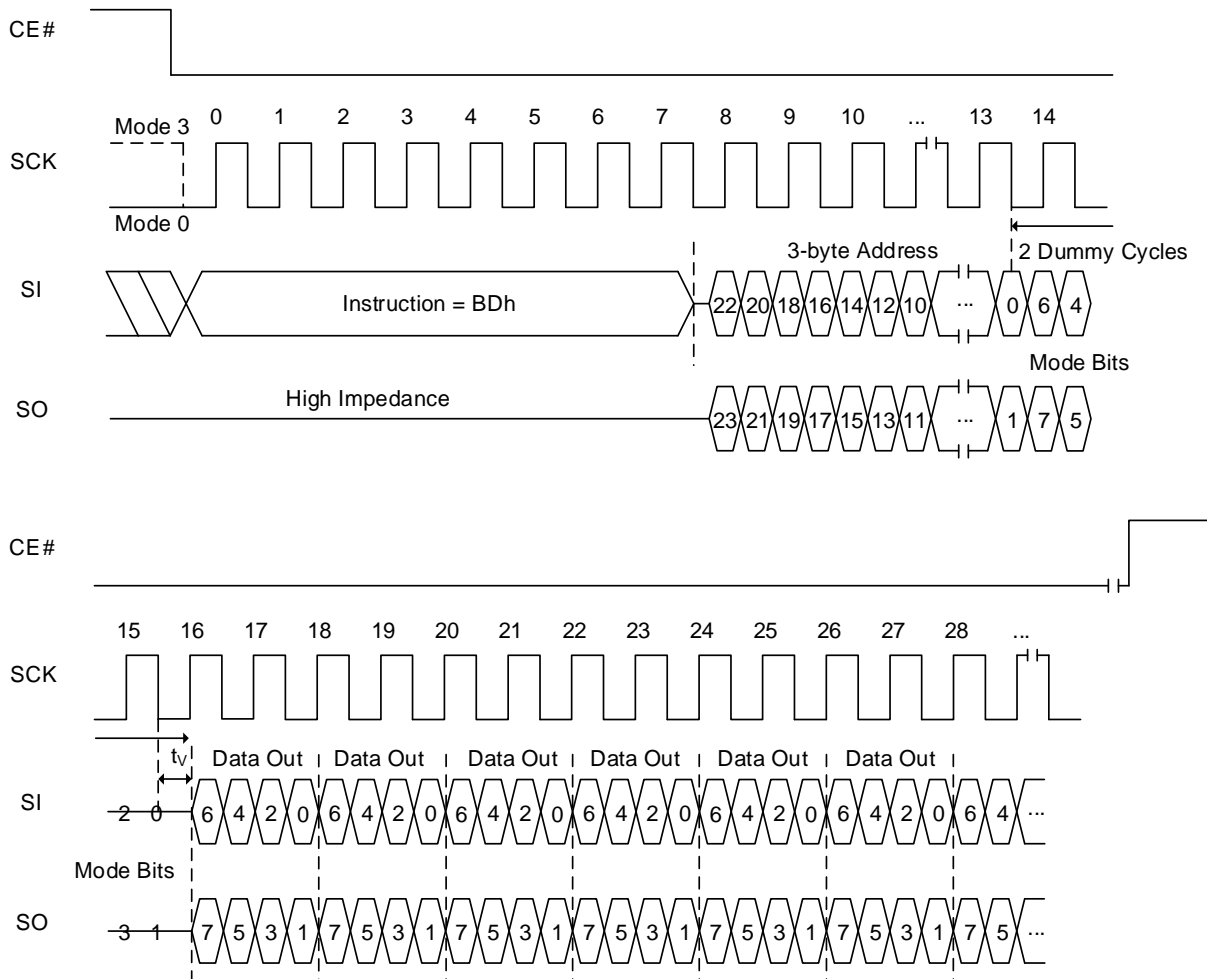 CE#
0 1 2 3 4 5 6 7 8 9 10 ... 13 14
Mode 3
SCK
Mode 0
3-byte Address 2 Dummy Cycles
SI Instruction = BDh 22 20 18 16 14 12 10 ... 0 6 4
Mode Bits
High Impedance
SO 23 21 19 17 15 13 11 ... 1 7 5
CE#
15 16 17 18 19 20 21 22 23 24 25 26 27 28 ...
SCK
tV Data Out Data Out Data Out Data Out Data Out Data Out
SI 2 0 6 4 2 0 6 4 2 0 6 4 2 0 6 4 2 0 6 4 2 0 6 4 2 0 6 4 ...
Mode Bits
SO 3 1 7 5 3 1 7 5 3 1 7 5 3 1 7 5 3 1 7 5 3 1 7 5 3 1 7 5 ...